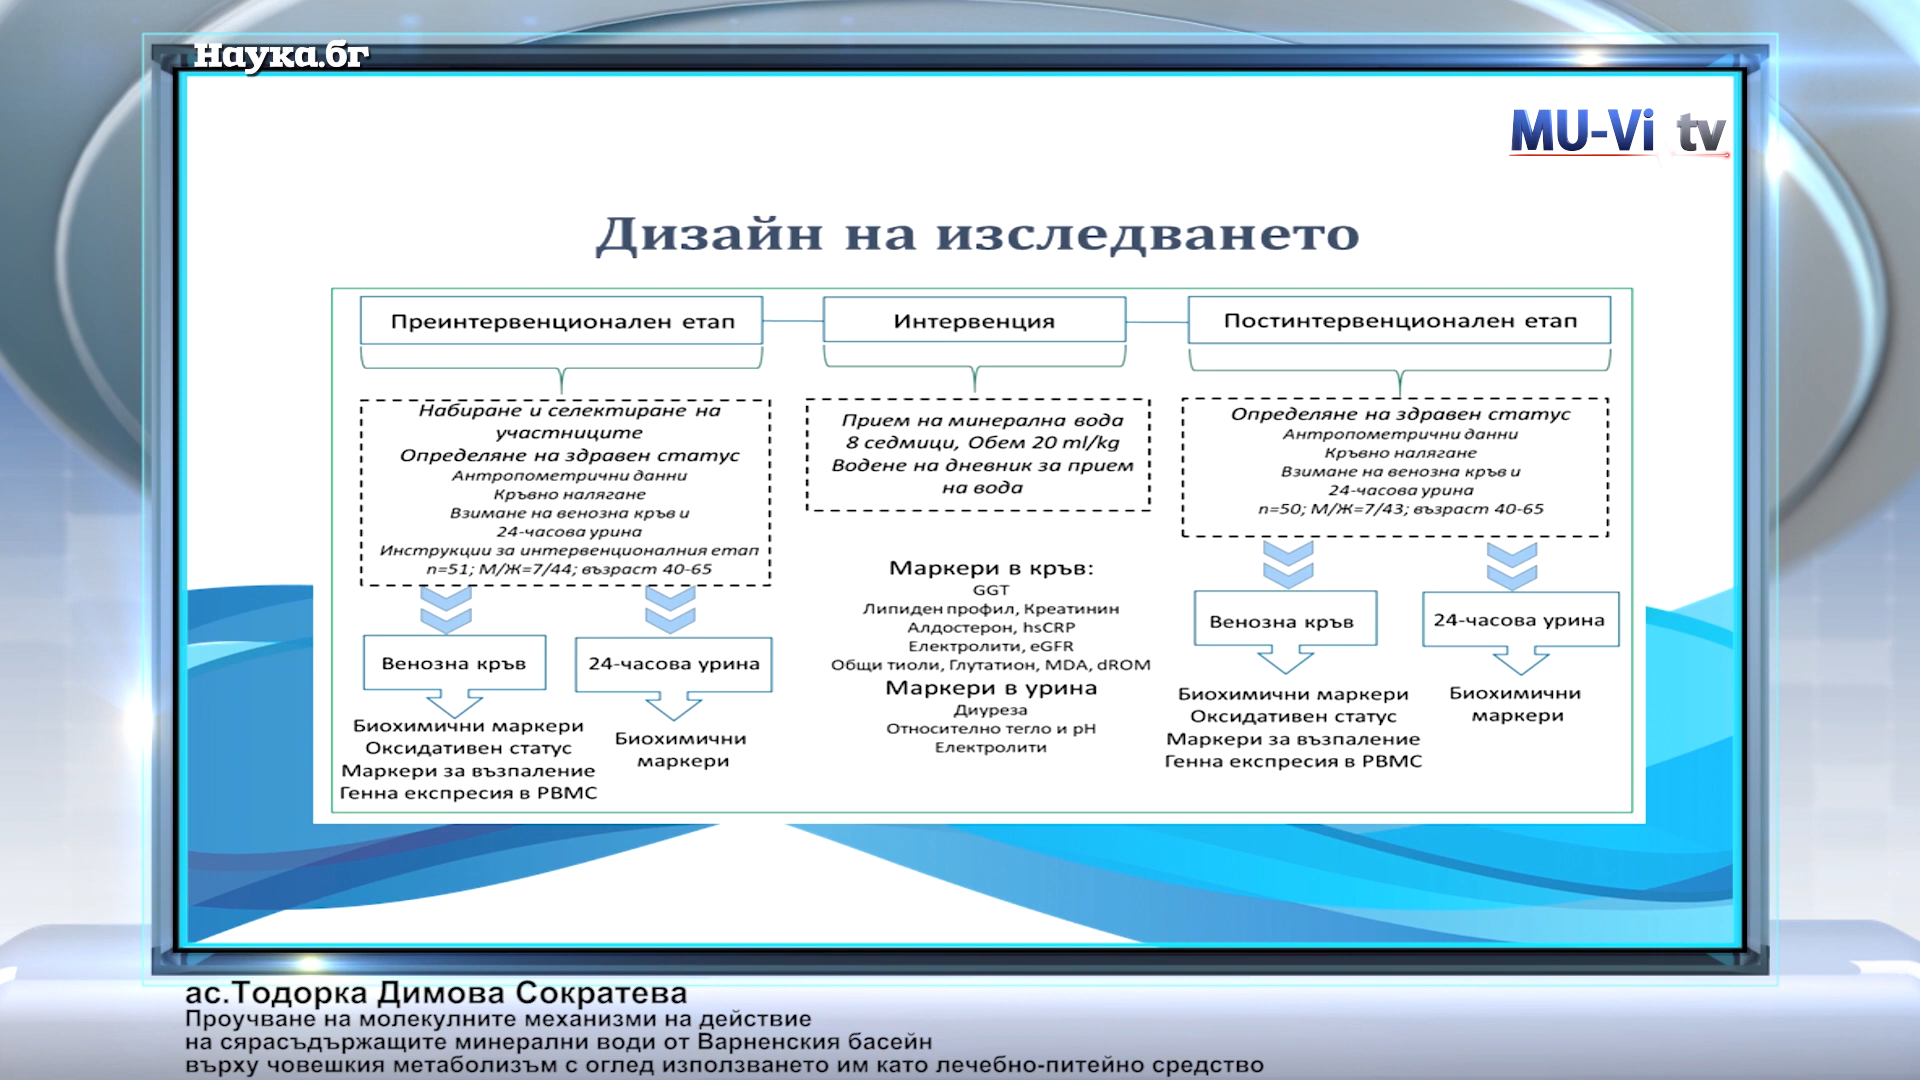 Наука.бг
MU-Vi tv
Дизайн на изследването
Преинтервенционален етап
Интервенция
Постинтервенционален етап
Набиране и селектиране на
участниците
Определяне на здравен статус
Антропометрични данни
Кръвно налягане
Взимане на венозна кръв и
24-часова урина
Инструкции за интервенционалния етап
n=51; М/Ж=7/44; възраст 40-65
Венозна кръв
24-часова урина
Биохимични маркери
Оксидативен статус
Маркери за възпаление
Генна експресия в PBMC
Биохимични
маркери
Прием на минерална вода
8 седмици, Обем 20 ml/kg
Водене на дневник за прием
на вода
Маркери в кръв:
GGT
Липиден профил, Креатинин
Алдостерон, hsCRP
Електролити, eGFR
Общи тиоли, Глутатион, MDA, dROM
Маркери в урина
Диуреза
Относително тегло и pH
Електролити
Определяне на здравен статус
Антропометрични данни
Кръвно налягане
Взимане на венозна кръв и
24-часова урина
n=50; М/Ж=7/43; възраст 40-65
Венозна кръв
24-часова урина
Биохимични маркери
Оксидативен статус
Маркери за възпаление
Генна експресия в PBMC
Биохимични
маркери
ас.Тодорка Димова Сократева
Проучване на молекулните механизми на действие
на сярасъдържащите минерални води от Варненския басейн
върху човешкия метаболизъм с оглед използването им като лечебно-питейно средство